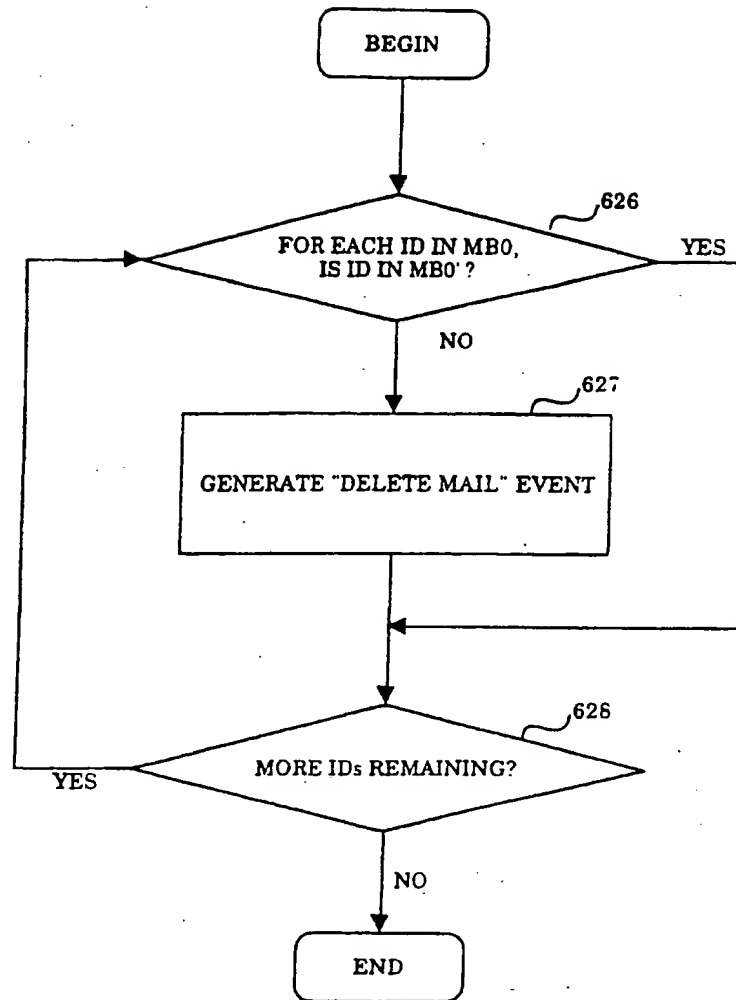 BEGIN
626
FOR EACH ID IN MB0,
IS ID IN MB0' ?
YES
NO
627
GENERATE "DELETE MAIL" EVENT
628
MORE IDs REMAINING?
YES
NO
END